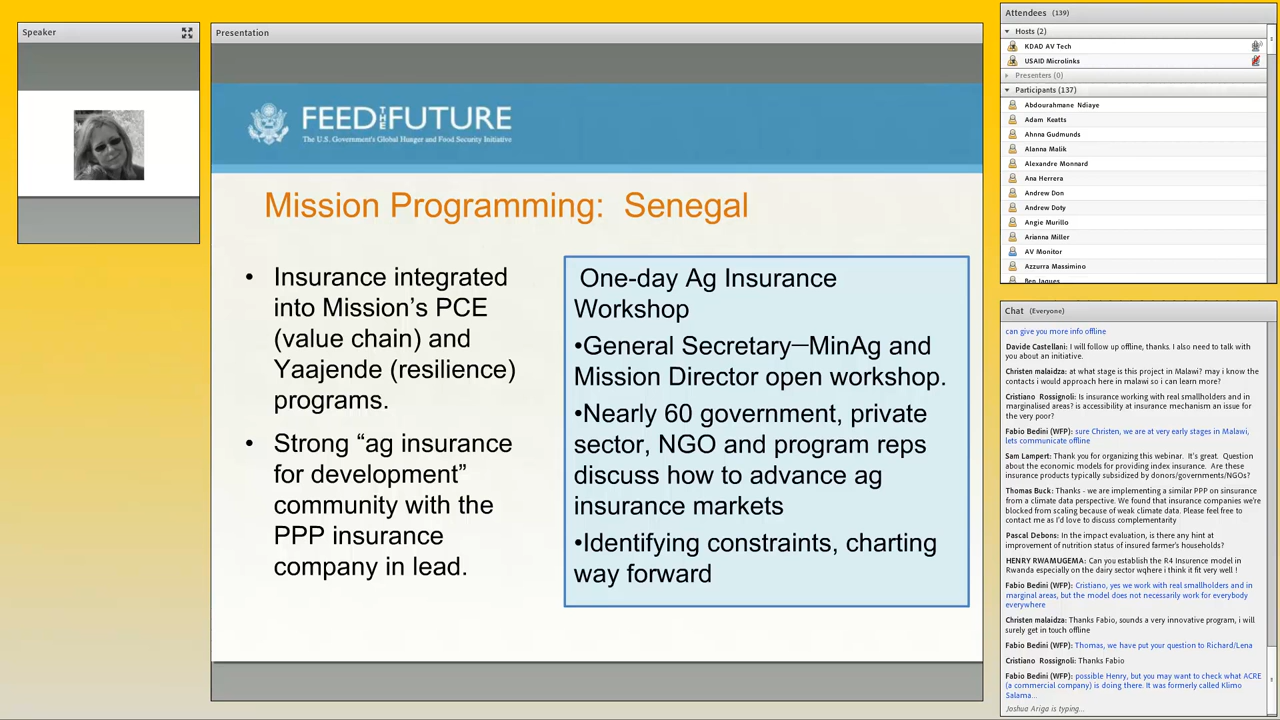 Speaker
Presentation
FEED THE FUTURE
The U.S. Government's Global Hunger and Food Security Initiative
Mission Programming: Senegal
• Insurance integrated
into Mission's PCE
(value chain) and
Yaajende (resilience)
programs.
• Strong “ag insurance
for development”
community with the
PPP insurance
company in lead.
One-day Ag Insurance
Workshop
•General Secretary—MinAg and
Mission Director open workshop.
•Nearly 60 government, private
sector, NGO and program reps
discuss how to advance ag
insurance markets
•Identifying constraints, charting
way forward
Attendees (139)
Hosts (2)
KDAD AV Tech
USAID Microlinks
Presenters (0)
Participants (137)
Abdourahmane Ndiaye
Adam Keatts
Ahnna Gudmunds
Alanna Malik
Alexandre Monnard
Ana Herrera
Andrew Don
Andrew Doty
Angie Murillo
Arianna Miller
AV Monitor
Azzurra Massimino
Ben Jaques
Chat (Everyone)
can give you more info offline
Davide Castellani: I will follow up offline, thanks. I also need to talk with
you about an initiative.
Christen malaidza: at what stage is this project in Malawi? may i know the
contacts i would approach here in malawi so i can learn more?
Cristiano Rossignoli: Is insurance working with real smallholders and in
marginalised areas? is accessibility at insurance mechanism an issue for
the very poor?
Fabio Bedini (WFP): sure Christen, we are at very early stages in Malawi,
lets communicate offline
Sam Lampert: Thank you for organizing this webinar. It's great. Question
about the economic models for providing index insurance. Are these
insurance products typically subsidized by donors/governments/NGOs?
Thomas Buck: Thanks - we are implementing a similar PPP on sinsurance
from a climate data perspective. We found that insurance companies we're
blocked from scaling because of weak climate data. Please feel free to
contact me as I'd love to discuss complementarity
Pascal Debons: In the impact evaluation, is there any hint at
improvement of nutrition status of insured farmer's households?
HENRY RWAMUGEMA: Can you establish the R4 Insurence model in
Rwanda especially on the dairy sector wqhere i think it fit very well !
Fabio Bedini (WFP): Cristiano, yes we work with real smallholders and in
marginal areas, but the model does not necessarily work for everybody
everywhere
Christen malaidza: Thanks Fabio, sounds a very innovative program, i will
surely get in touch offline
Fabio Bedini (WFP): Thomas, we have put your question to Richard/Lena
Cristiano Rossignoli: Thanks Fabio
Fabio Bedini (WFP): possible Henry, but you may want to check what ACRE
(a commercial company) is doing there. It was formerly called Klimo
Salama...
Joshua Ariga is typing...